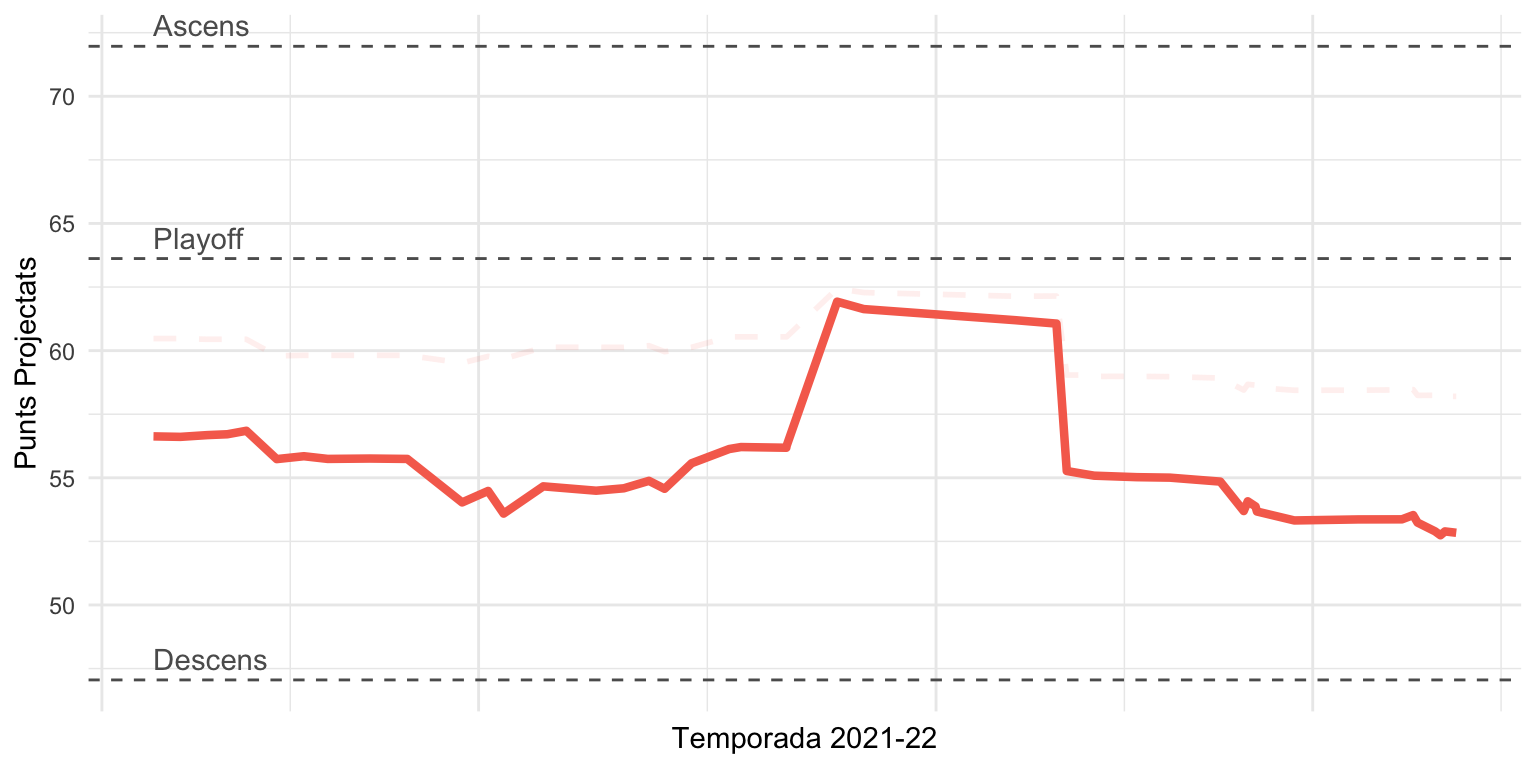 Ascens
70
65
Playoff
60
55
50
Descens
Punts Projectats
Temporada 2021-22